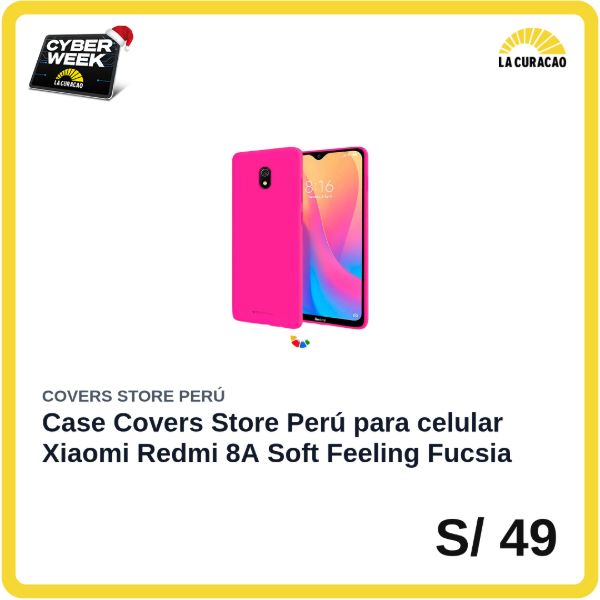 CYBER
WEEK
LA CURACAO
LA CURACAO
8:16
COVERS STORE PERÚ
Case Covers Store Perú para celular
Xiaomi Redmi 8A Soft Feeling Fucsia
S/ 49